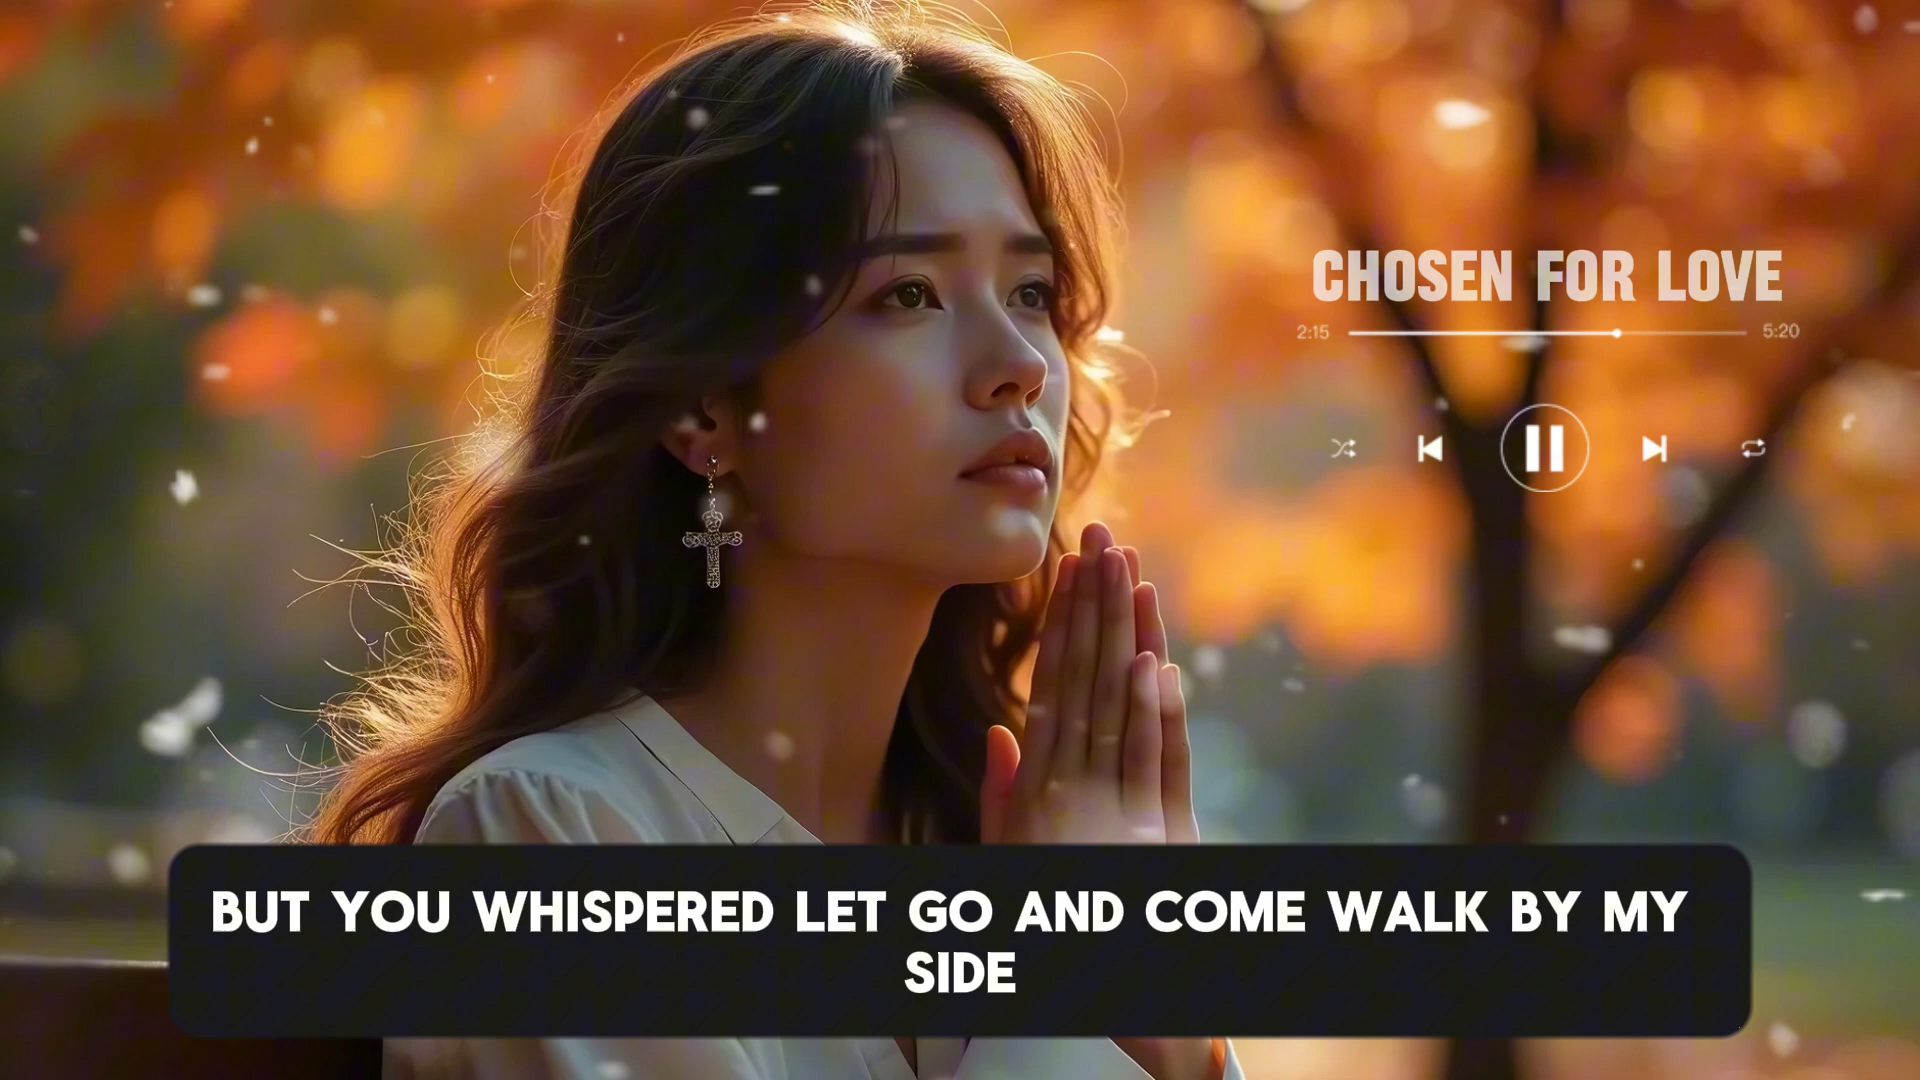 CHOSEN FOR LOVE
2:15 5:20
BUT YOU WHISPERED LET GO AND COME WALK BY MY
SIDE